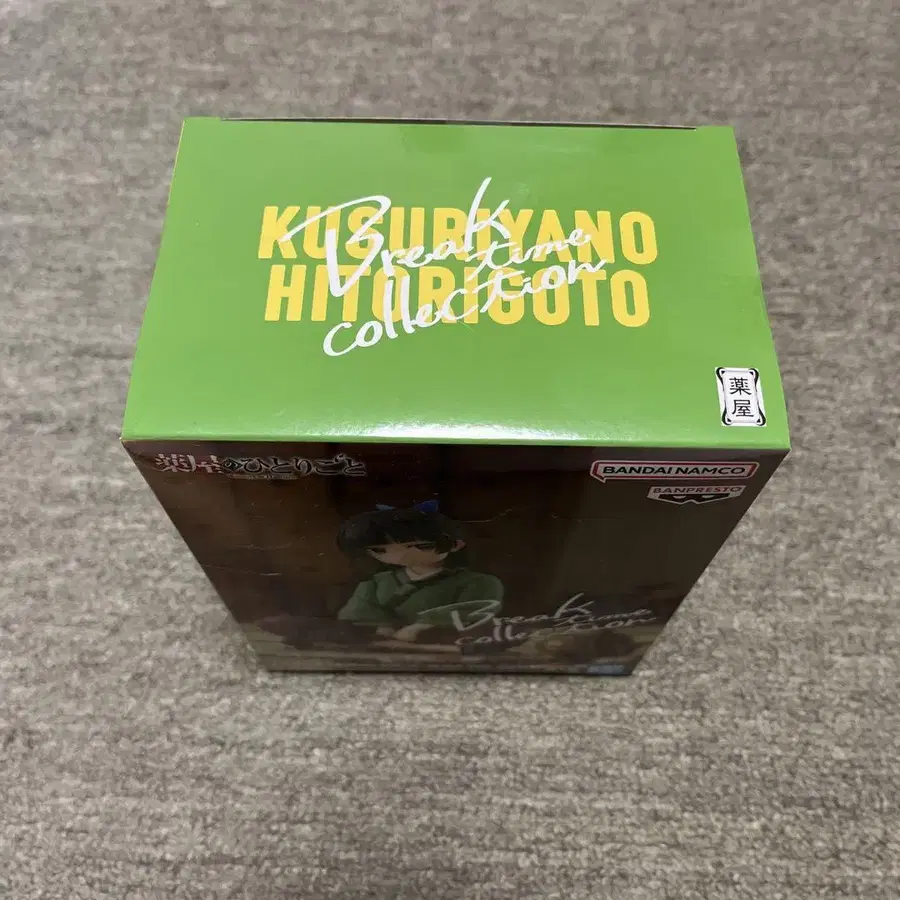 KUSURIYANO
HITORIGOTO
Break
time
collection
薬屋
薬屋のひとりごと
BANDAI NAMCO
BANPRESTO
Break
time
collection